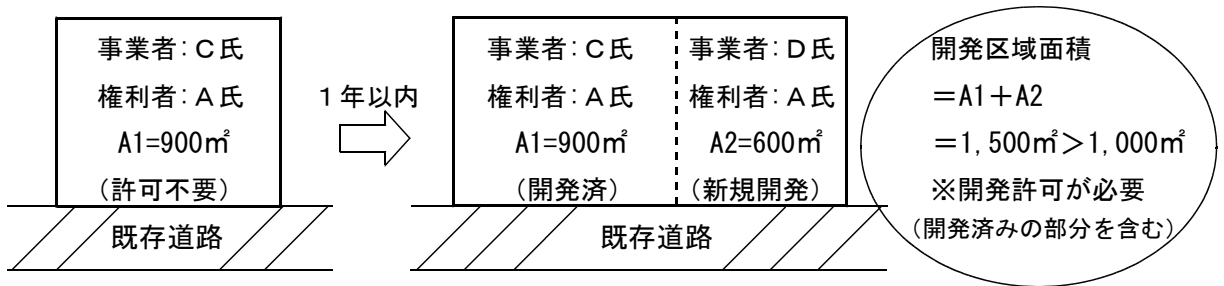 事業者：Ｃ氏
権利者：Ａ氏
A1=900㎡
（許可不要）
既存道路
１年以内
事業者：Ｃ氏
権利者：Ａ氏
A1=900㎡
（開発済）
事業者：Ｄ氏
権利者：Ａ氏
A2=600㎡
（新規開発）
既存道路
開発区域面積
＝A1＋A2
＝1,500㎡＞1,000㎡
※開発許可が必要
（開発済みの部分を含む）